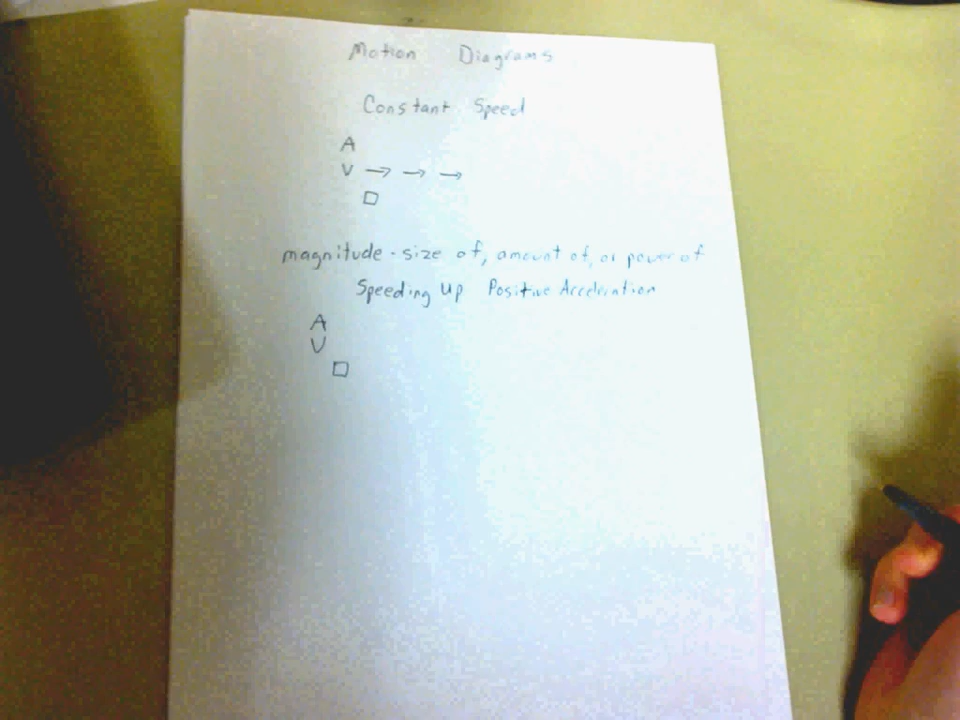 Motion Diagrams
Constant Speed
A
V → → →
magnitude - size of, amount of, or power of
Speeding Up Positive Acceleration
A
V